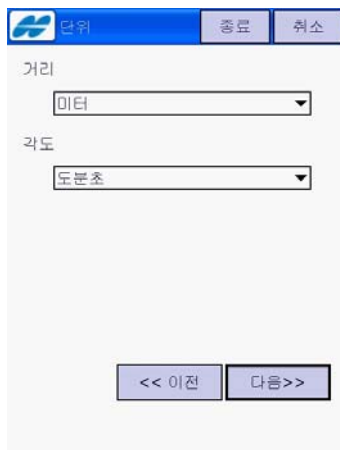 단위 종료 취소
거리
미터
각도
도분초
<< 이전 다음>>